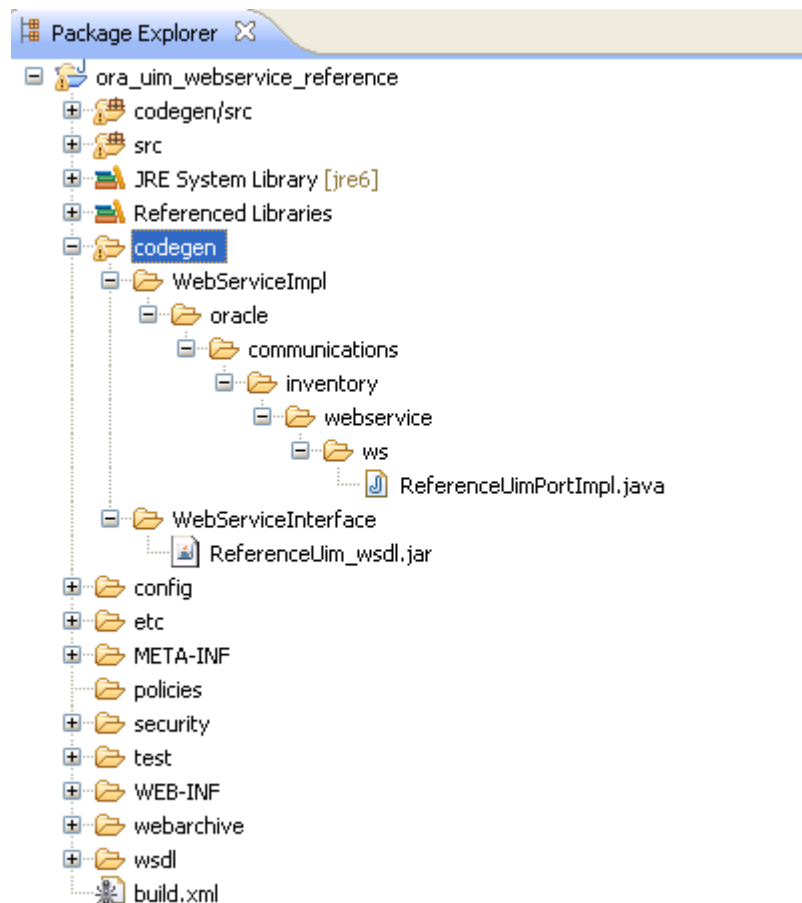 Package Explorer
ora_uim_webservice_reference
codegen/src
src
JRE System Library [jre6]
Referenced Libraries
codegen
WebServiceImpl
oracle
communications
inventory
webservice
ws
ReferenceUimPortImpl.java
WebServiceInterface
ReferenceUim_wsdl.jar
config
etc
META-INF
policies
security
test
WEB-INF
webarchive
wsdl
build.xml